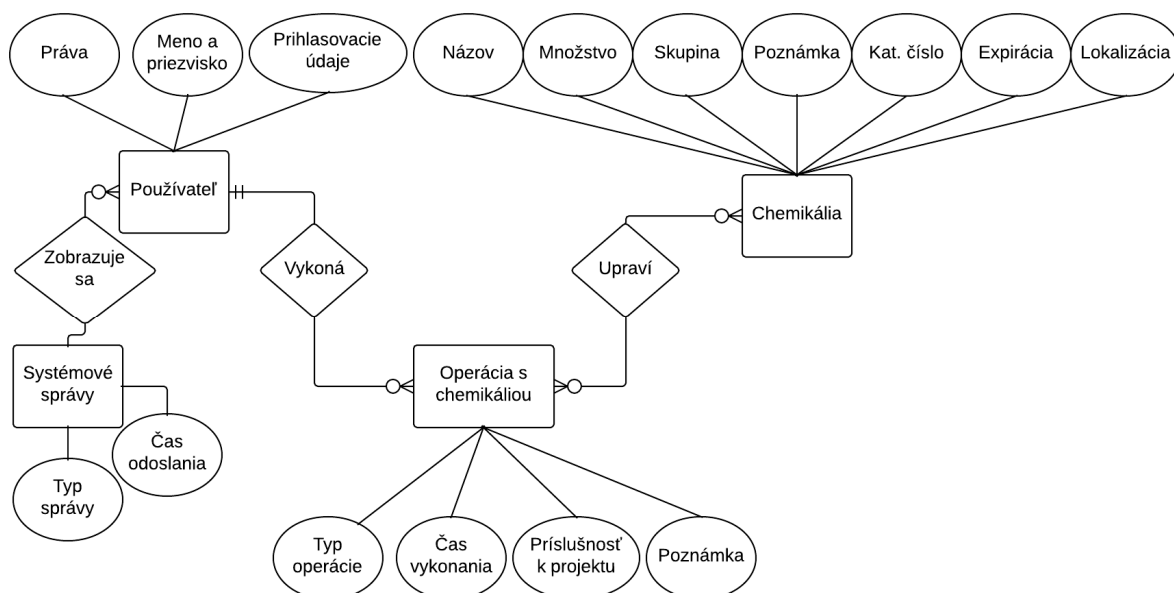 Práva
Meno a
priezvisko
Prihlasovacie
údaje
Názov
Množstvo
Skupina
Poznámka
Kat. číslo
Expirácia
Lokalizácia
Používateľ
Chemikália
Zobrazuje
sa
Vykoná
Upraví
Systémové
správy
Operácia s
chemikáliou
Čas
odoslania
Typ
správy
Typ
operácie
Čas
vykonania
Príslušnosť
k projektu
Poznámka